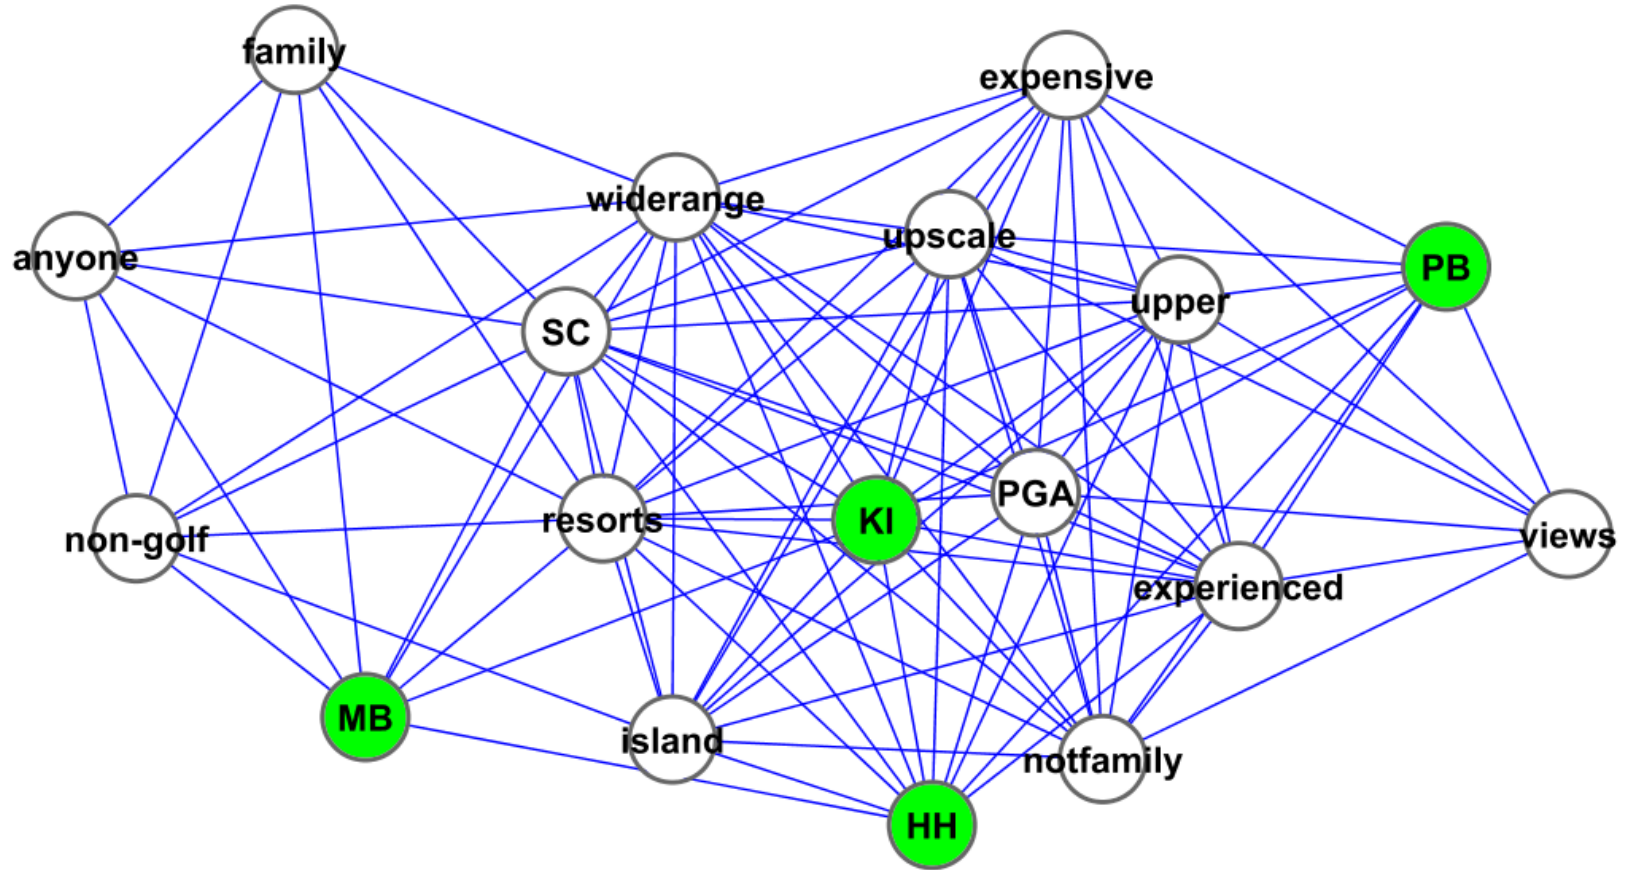 family
expensive
widerange
upscale
anyone
PB
upper
SC
PGA
resorts
KI
views
non-golf
experienced
MB
island
notfamily
HH